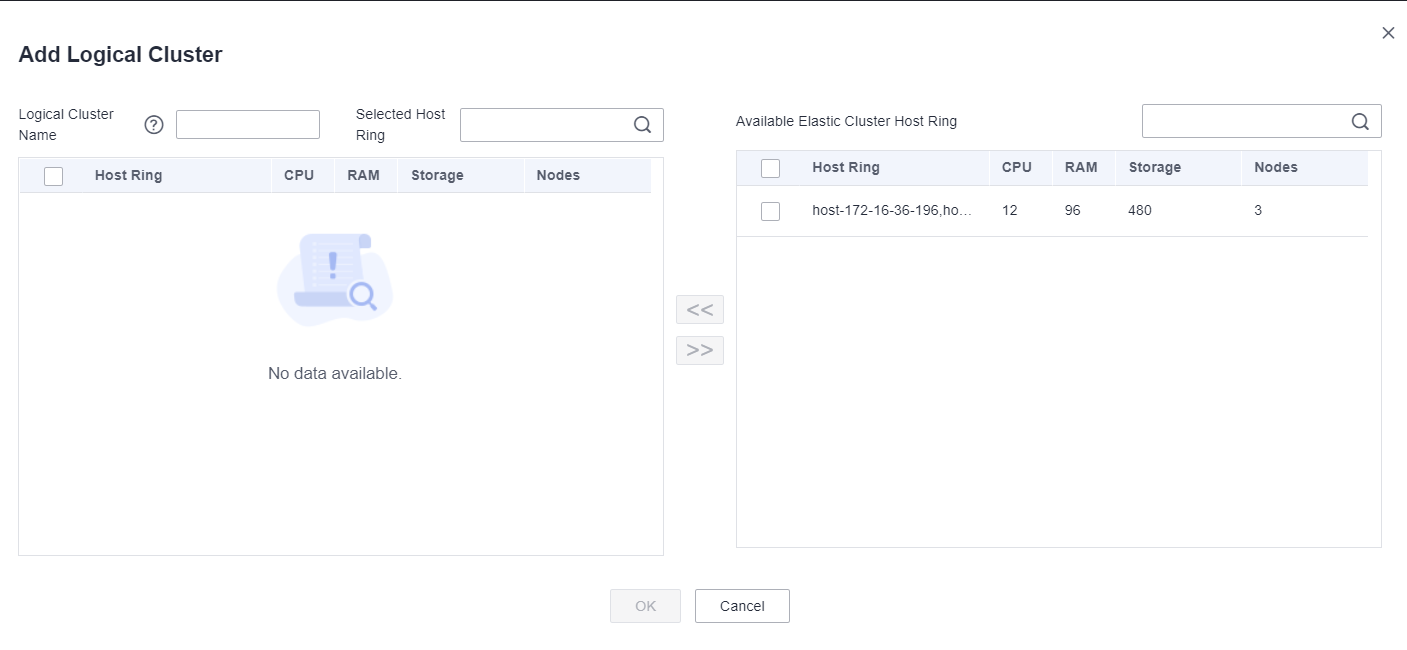 Add Logical Cluster
Logical Cluster
Name
?
Selected Host
Ring
Host Ring CPU RAM Storage Nodes
!
No data available.
<<
>>
Available Elastic Cluster Host Ring
Host Ring CPU RAM Storage Nodes
host-172-16-36-196,ho... 12 96 480 3
OK Cancel